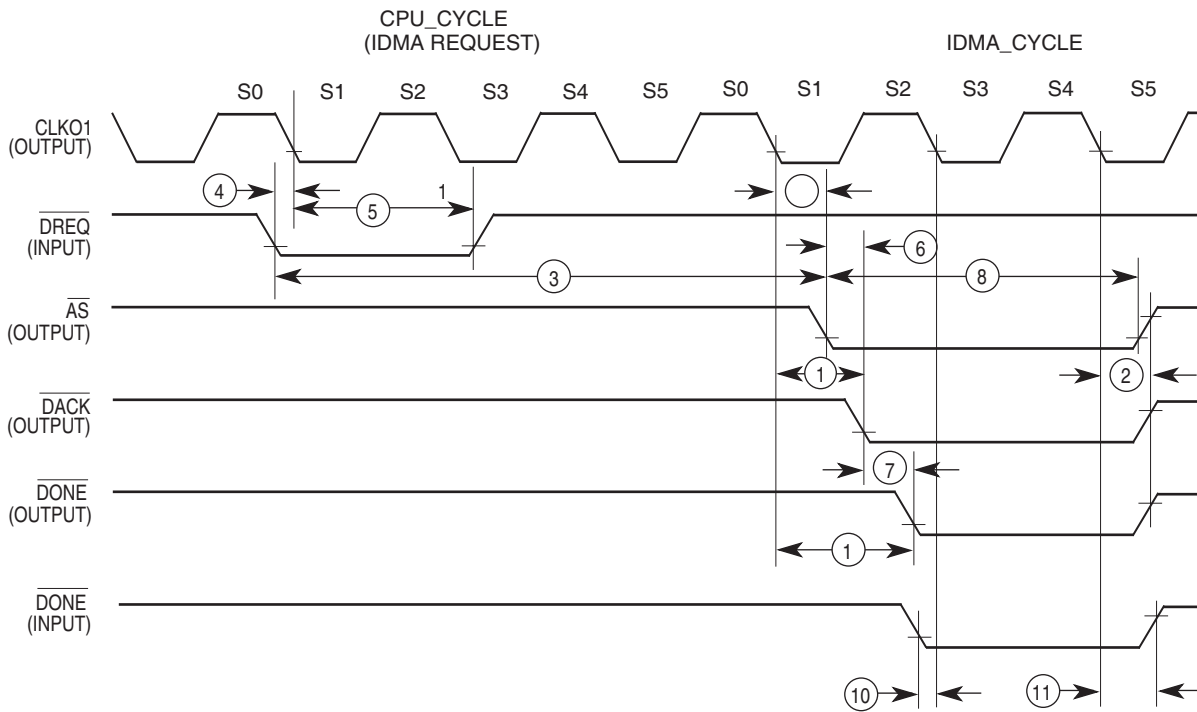 CPU_CYCLE
(IDMA REQUEST)
IDMA_CYCLE
S0 S1 S2 S3 S4 S5 S0 S1 S2 S3 S4 S5
CLKO1
(OUTPUT)
4
5
1
DREQ
(INPUT)
6
3
8
AS
(OUTPUT)
1
2
DACK
(OUTPUT)
7
DONE
(OUTPUT)
1
DONE
(INPUT)
10
11